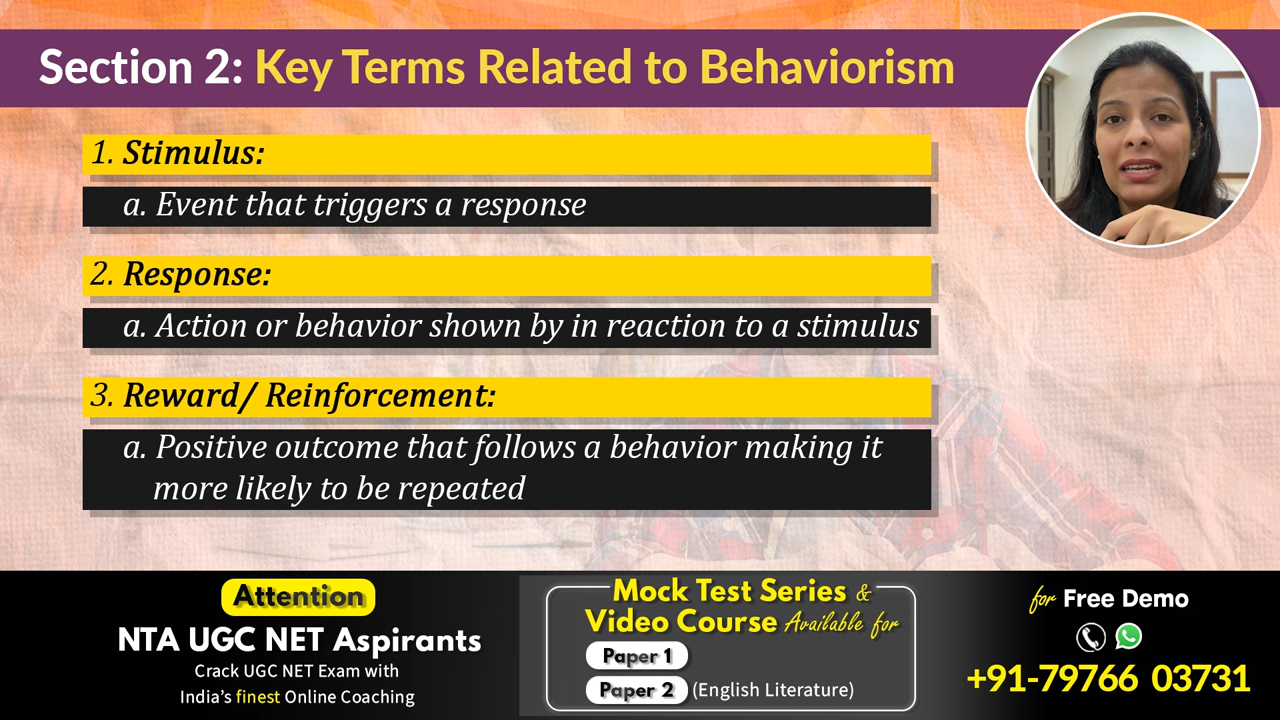 Section 2: Key Terms Related to Behaviorism
1. Stimulus:
a. Event that triggers a response
2. Response:
a. Action or behavior shown by in reaction to a stimulus
3. Reward/ Reinforcement:
a. Positive outcome that follows a behavior making it
more likely to be repeated
Attention
NTA UGC NET Aspirants
Crack UGC NET Exam with
India's finest Online Coaching
Mock Test Series &
Video Course Available for
Paper 1
Paper 2 (English Literature)
for Free Demo
+91-79766 03731